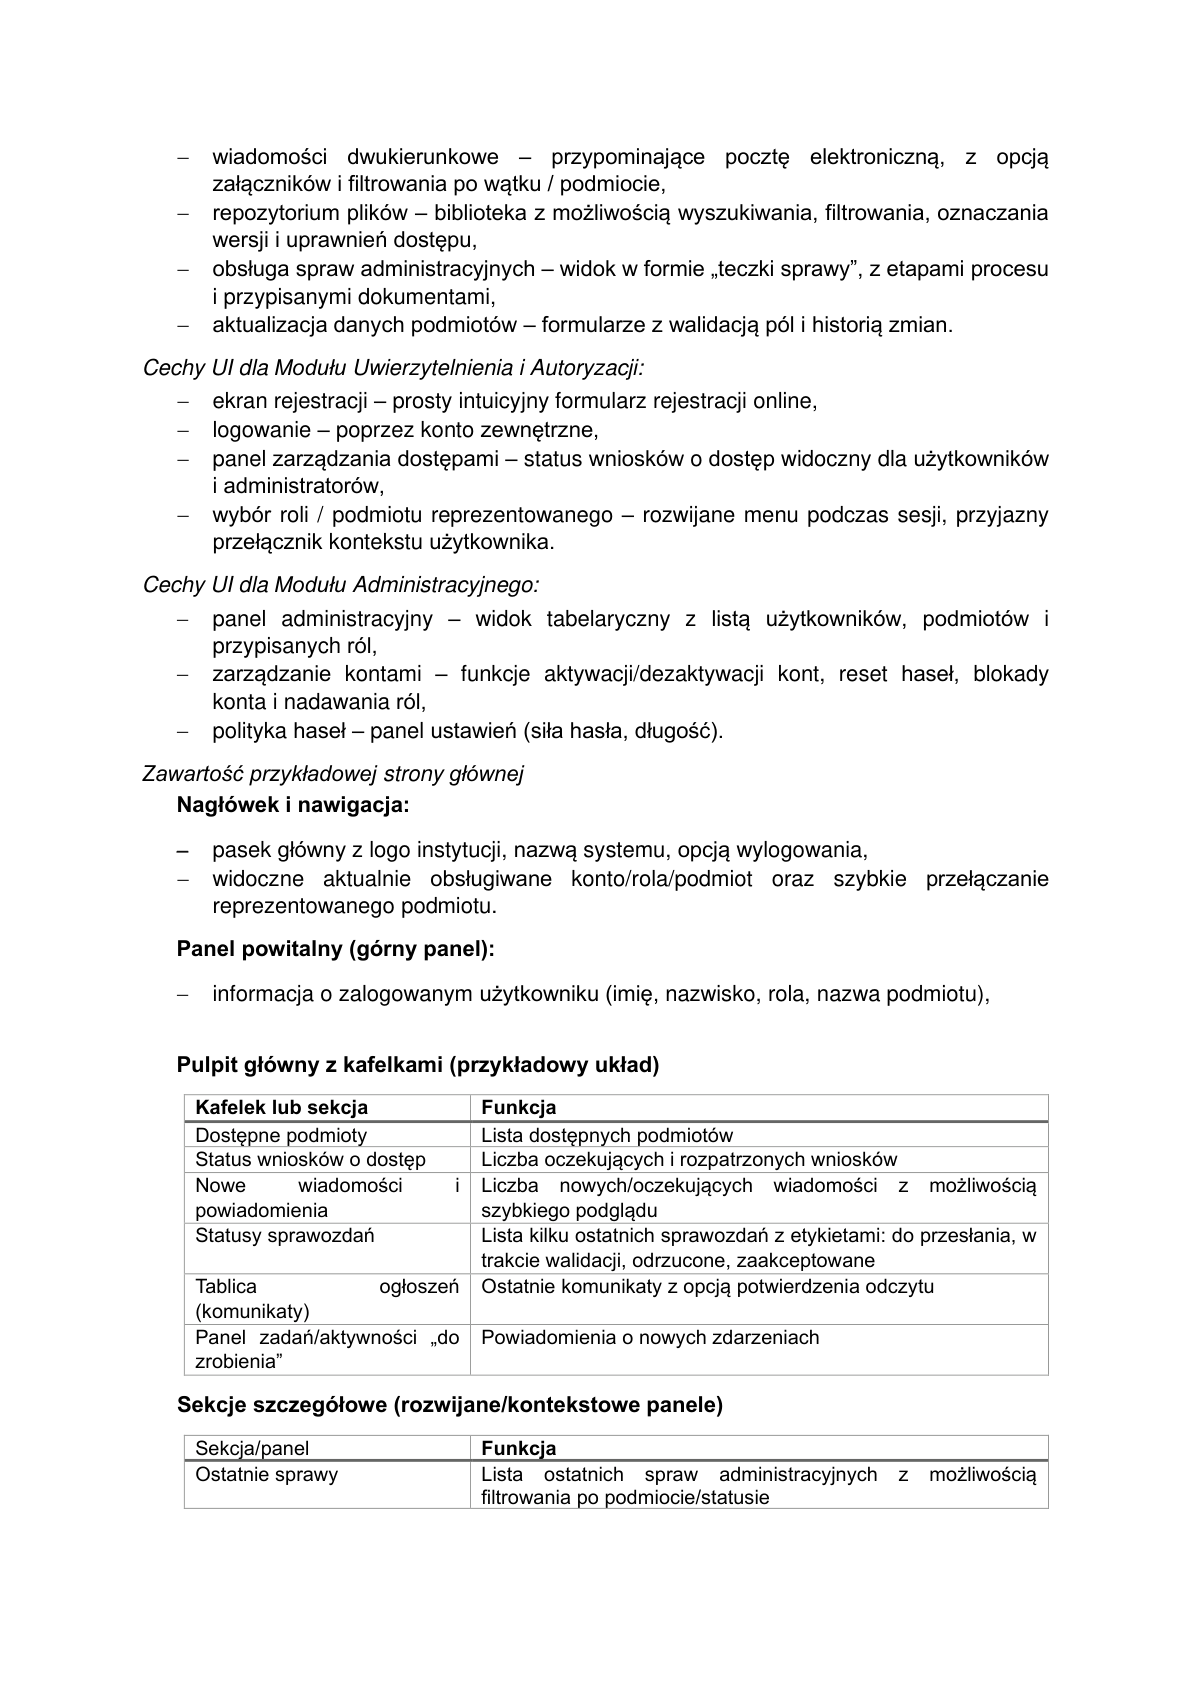 – wiadomości dwukierunkowe – przypominające pocztę elektroniczną, z opcją
załączników i filtrowania po wątku / podmiocie,
– repozytorium plików – biblioteka z możliwością wyszukiwania, filtrowania, oznaczania
wersji i uprawnień dostępu,
– obsługa spraw administracyjnych – widok w formie „teczki sprawy”, z etapami procesu
i przypisanymi dokumentami,
– aktualizacja danych podmiotów – formularze z walidacją pól i historią zmian.
Cechy UI dla Modułu Uwierzytelnienia i Autoryzacji:
– ekran rejestracji – prosty intuicyjny formularz rejestracji online,
– logowanie – poprzez konto zewnętrzne,
– panel zarządzania dostępami – status wniosków o dostęp widoczny dla użytkowników
i administratorów,
– wybór roli / podmiotu reprezentowanego – rozwijane menu podczas sesji, przyjazny
przełącznik kontekstu użytkownika.
Cechy UI dla Modułu Administracyjnego:
– panel administracyjny – widok tabelaryczny z listą użytkowników, podmiotów i
przypisanych ról,
– zarządzanie kontami – funkcje aktywacji/dezaktywacji kont, reset haseł, blokady
konta i nadawania ról,
– polityka haseł – panel ustawień (siła hasła, długość).
Zawartość przykładowej strony głównej
Nagłówek i nawigacja:
– pasek główny z logo instytucji, nazwą systemu, opcją wylogowania,
– widoczne aktualnie obsługiwane konto/rola/podmiot oraz szybkie przełączanie
reprezentowanego podmiotu.
Panel powitalny (górny panel):
– informacja o zalogowanym użytkowniku (imię, nazwisko, rola, nazwa podmiotu),
Pulpit główny z kafelkami (przykładowy układ)
Kafelek lub sekcja Funkcja
Dostępne podmioty Lista dostępnych podmiotów
Status wniosków o dostęp Liczba oczekujących i rozpatrzonych wniosków
Nowe wiadomości i Liczba nowych/oczekujących wiadomości z możliwością
powiadomienia szybkiego podglądu
Statusy sprawozdań Lista kilku ostatnich sprawozdań z etykietami: do przesłania, w
trakcie walidacji, odrzucone, zaakceptowane
Tablica ogłoszeń Ostatnie komunikaty z opcją potwierdzenia odczytu
(komunikaty)
Panel zadań/aktywności „do Powiadomienia o nowych zdarzeniach
zrobienia”
Sekcje szczegółowe (rozwijane/kontekstowe panele)
Sekcja/panel Funkcja
Ostatnie sprawy Lista ostatnich spraw administracyjnych z możliwością
filtrowania po podmiocie/statusie